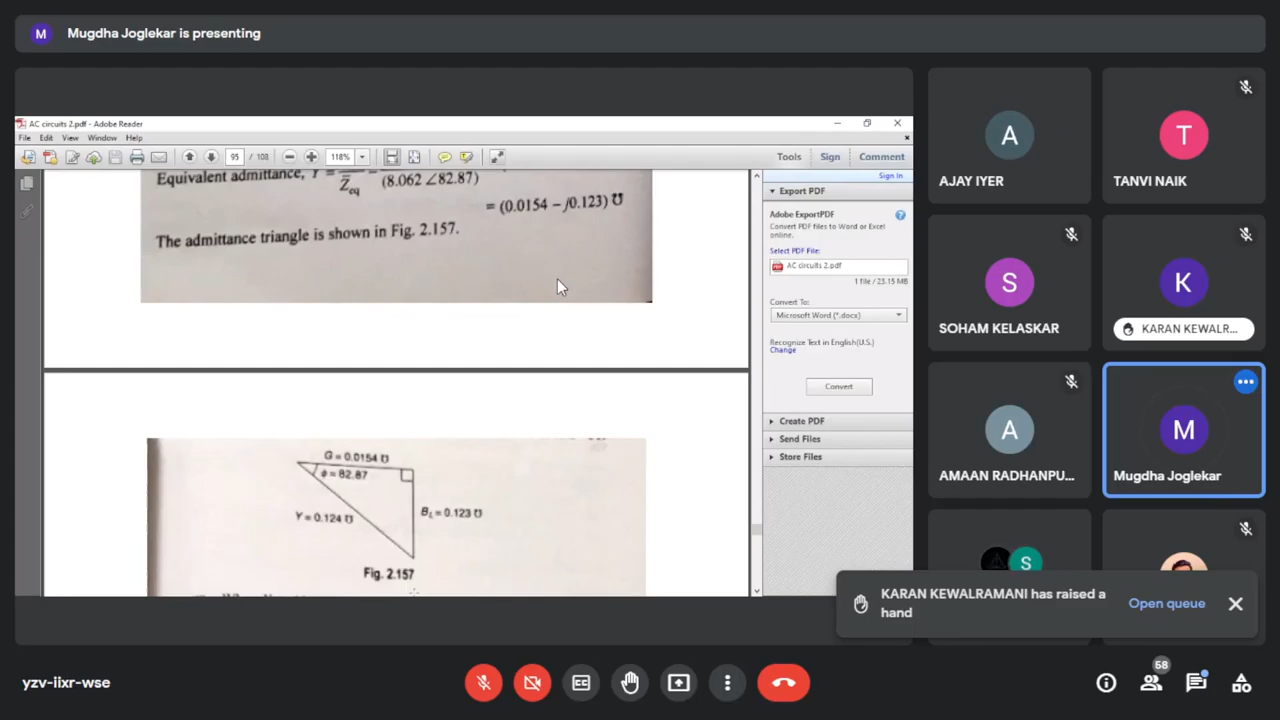 M Mugdha Joglekar is presenting
AC circuits 2.pdf - Adobe Reader
File Edit View Window Help
95 / 108 118% Tools Sign Comment
Equivalent admittance, Y =
Z̅eq (8.062 ∠82.87)
= (0.0154 – j0.123) ℧
The admittance triangle is shown in Fig. 2.157.
G = 0.0154 ℧
ϕ = 82.87
Y = 0.124 ℧
BL = 0.123 ℧
Fig. 2.157
Sign In
Export PDF
Adobe ExportPDF
Convert PDF files to Word or Excel
online.
Select PDF File:
AC circuits 2.pdf
1 file / 23.15 MB
Convert To:
Microsoft Word (*.docx)
Recognize Text in English(U.S.)
Change
Convert
Create PDF
Send Files
Store Files
A
AJAY IYER
T
TANVI NAIK
S
SOHAM KELASKAR
K
KARAN KEWALR...
A
AMAAN RADHANPU...
M
Mugdha Joglekar
S
KARAN KEWALRAMANI has raised a
hand
Open queue
yzv-iixr-wse
58